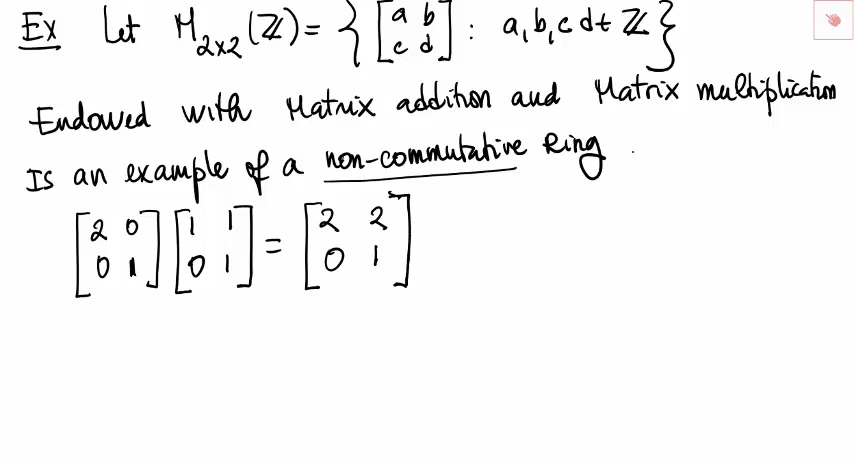 Ex Let M₂ₓ₂(ℤ) = { [a b; c d] : a, b, c d ∈ ℤ }
Endowed with Matrix addition and Matrix multiplication
Is an example of a non-commutative Ring.
[2 0; 0 1] [1 1; 0 1] = [2 2; 0 1]